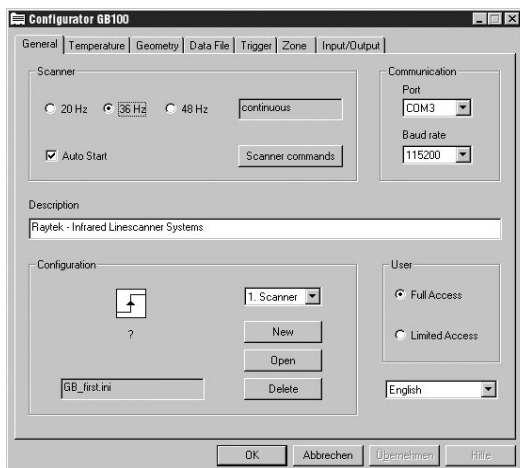 Configurator GB100
General Temperature Geometry Data File Trigger Zone Input/Output
Scanner
20 Hz 36 Hz 48 Hz continuous
Auto Start Scanner commands
Communication
Port
COM3
Baud rate
115200
Description
Raytek - Infrared Linescanner Systems
Configuration
1. Scanner
?
New
Open
GB_first.ini Delete
User
Full Access
Limited Access
English
OK Abbrechen Übernehmen Hilfe